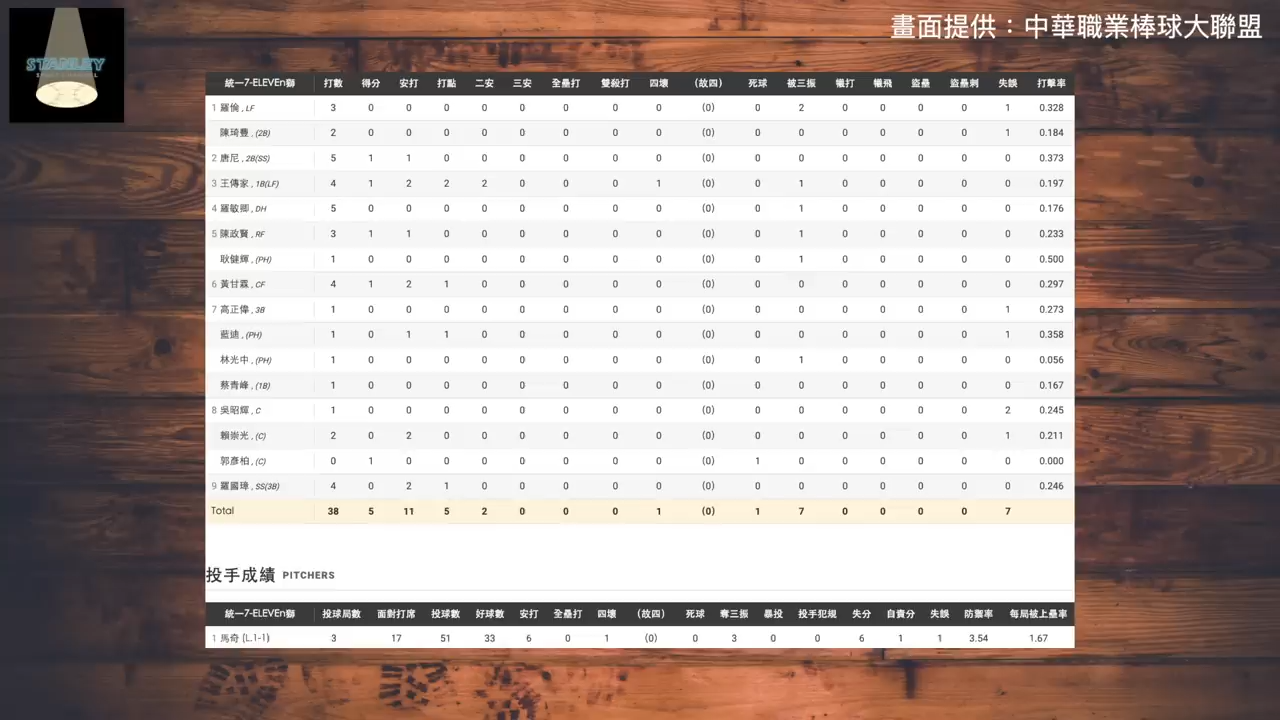 畫面提供：中華職業棒球大聯盟
STANLEY
統一7-ELEVEn獅 打數 得分 安打 打點 二安 三安 全壘打 雙殺打 四壞 (故四) 死球 被三振 犧打 犧飛 盜壘 盜壘刺 失誤 打擊率
1 羅倫 , LF 3 0 0 0 0 0 0 0 0 (0) 0 2 0 0 0 0 1 0.328
陳琦豊 , (2B) 2 0 0 0 0 0 0 0 0 (0) 0 0 0 0 0 0 1 0.184
2 唐尼 , 2B(SS) 5 1 1 0 0 0 0 0 0 (0) 0 0 0 0 0 0 0 0.373
3 王傳家 , 1B(LF) 4 1 2 2 2 0 0 0 1 (0) 0 1 0 0 0 0 0 0.197
4 羅敏卿 , DH 5 0 0 0 0 0 0 0 0 (0) 0 1 0 0 0 0 0 0.176
5 陳政賢 , RF 3 1 1 0 0 0 0 0 0 (0) 0 1 0 0 0 0 0 0.233
耿健輝 , (PH) 1 0 0 0 0 0 0 0 0 (0) 0 1 0 0 0 0 0 0.500
6 黃甘霖 , CF 4 1 2 1 0 0 0 0 0 (0) 0 0 0 0 0 0 0 0.297
7 高正偉 , 3B 1 0 0 0 0 0 0 0 0 (0) 0 0 0 0 0 0 1 0.273
藍迪 , (PH) 1 0 1 1 0 0 0 0 0 (0) 0 0 0 0 0 0 1 0.358
林光中 , (PH) 1 0 0 0 0 0 0 0 0 (0) 0 1 0 0 0 0 0 0.056
蔡青峰 , (1B) 1 0 0 0 0 0 0 0 0 (0) 0 0 0 0 0 0 0 0.167
8 吳昭輝 , C 1 0 0 0 0 0 0 0 0 (0) 0 0 0 0 0 0 2 0.245
賴崇光 , (C) 2 0 2 0 0 0 0 0 0 (0) 0 0 0 0 0 0 1 0.211
郭彥柏 , (C) 0 1 0 0 0 0 0 0 0 (0) 1 0 0 0 0 0 0 0.000
9 羅國璋 , SS(3B) 4 0 2 1 0 0 0 0 0 (0) 0 0 0 0 0 0 0 0.246
Total 38 5 11 5 2 0 0 0 1 (0) 1 7 0 0 0 0 7
投手成績 PITCHERS
統一7-ELEVEn獅 投球局數 面對打席 投球數 好球數 安打 全壘打 四壞 (故四) 死球 奪三振 暴投 投手犯規 失分 自責分 失誤 防禦率 每局被上壘率
1 馬奇 (L,1-1) 3 17 51 33 6 0 1 (0) 0 3 0 0 6 1 1 3.54 1.67